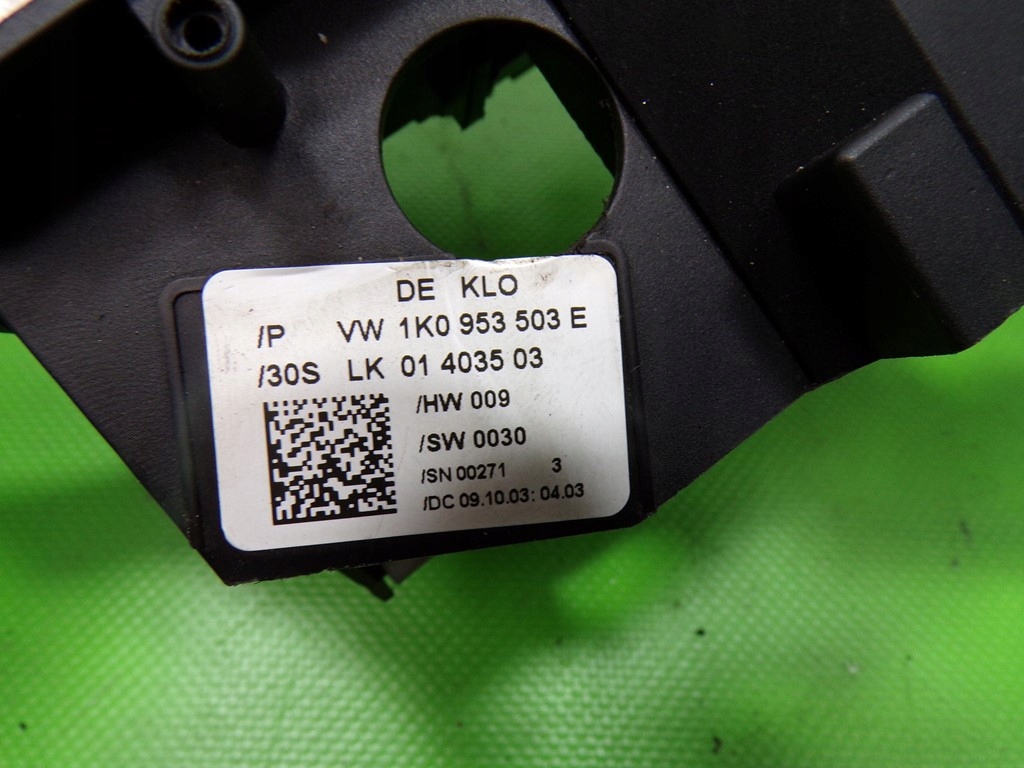 DE KLO
/P VW 1K0 953 503 E
/30S LK 01 4035 03
/HW 009
/SW 0030
/SN 00271 3
/DC 09.10.03: 04.03